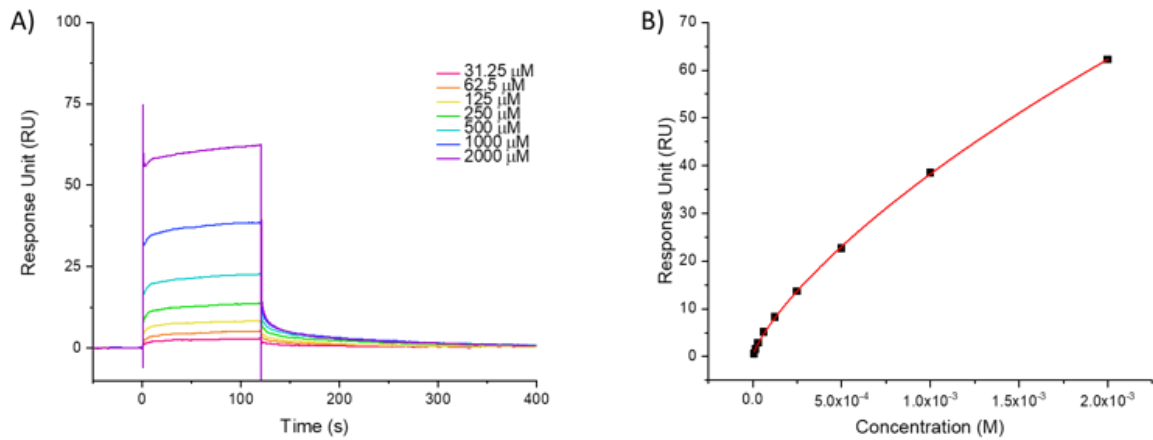 A)
100
75
50
25
0
Response Unit (RU)
0
100
200
300
400
Time (s)
31.25 μM
62.5 μM
125 μM
250 μM
500 μM
1000 μM
2000 μM
B)
70
60
50
40
30
20
10
0
Response Unit (RU)
0.0
5.0x10⁻⁴
1.0x10⁻³
1.5x10⁻³
2.0x10⁻³
Concentration (M)